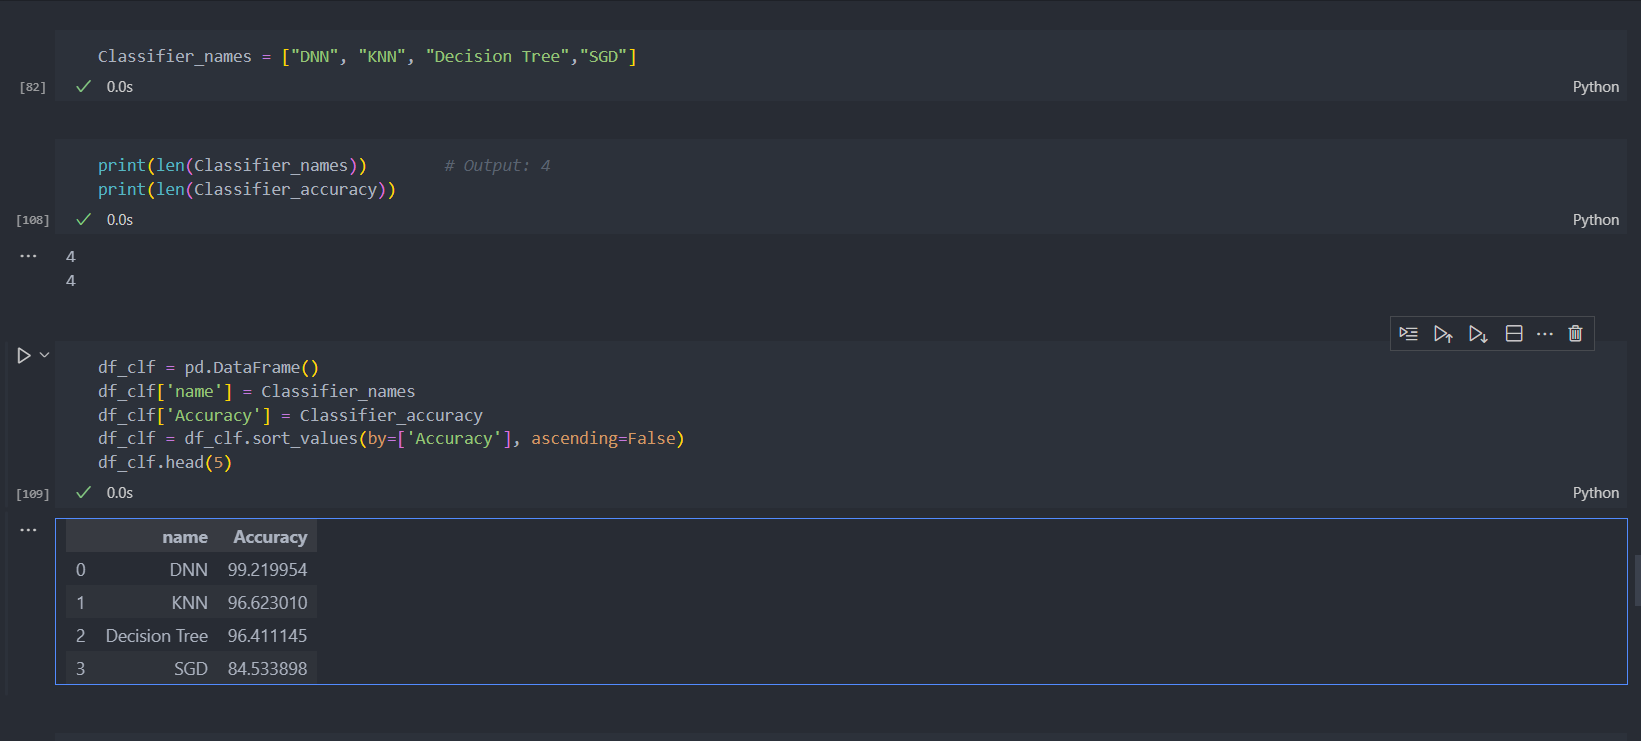 Classifier_names = ["DNN", "KNN", "Decision Tree","SGD"]
[82] 0.0s Python
print(len(Classifier_names)) # Output: 4
print(len(Classifier_accuracy))
[108] 0.0s Python
... 4
4
df_clf = pd.DataFrame()
df_clf['name'] = Classifier_names
df_clf['Accuracy'] = Classifier_accuracy
df_clf = df_clf.sort_values(by=['Accuracy'], ascending=False)
df_clf.head(5)
[109] 0.0s Python
... name Accuracy
0 DNN 99.219954
1 KNN 96.623010
2 Decision Tree 96.411145
3 SGD 84.533898